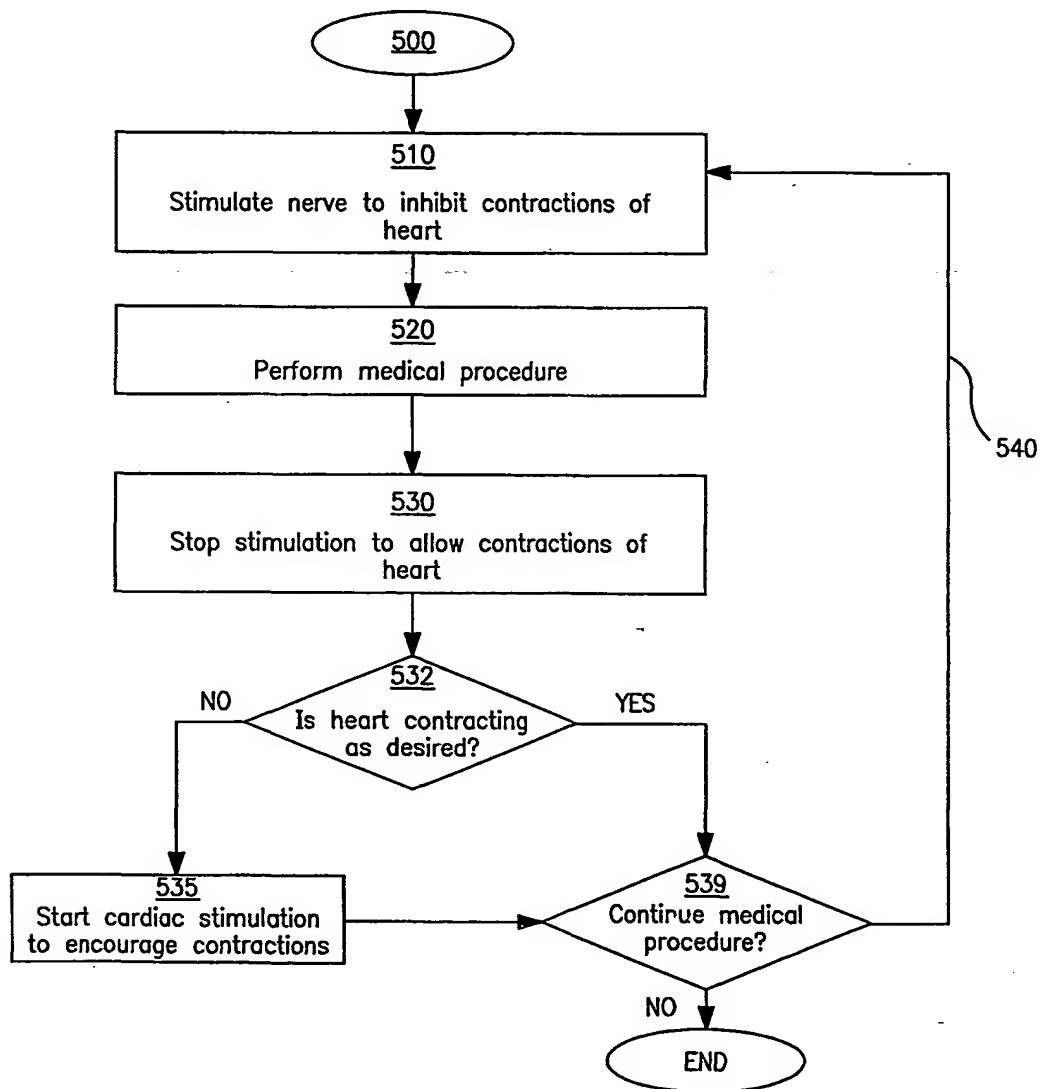 500
510
Stimulate nerve to inhibit contractions of
heart
520
Perform medical procedure
540
530
Stop stimulation to allow contractions of
heart
532
NO
YES
Is heart contracting
as desired?
535
Start cardiac stimulation
to encourage contractions
539
Continue medical
procedure?
NO
END